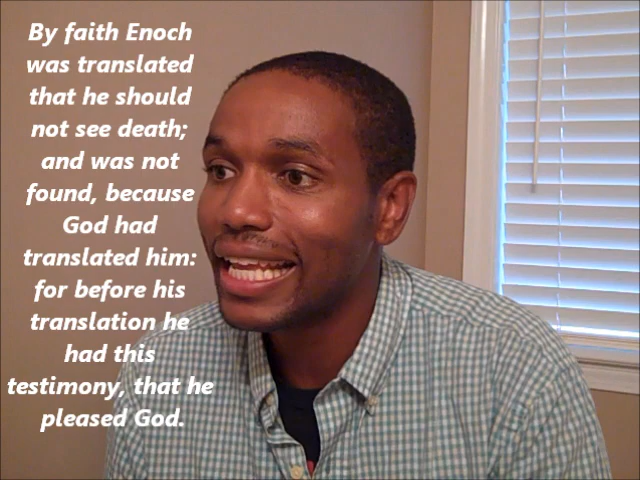 By faith Enoch
was translated
that he should
not see death;
and was not
found, because
God had
translated him:
for before his
translation he
had this
testimony, that he
pleased God.